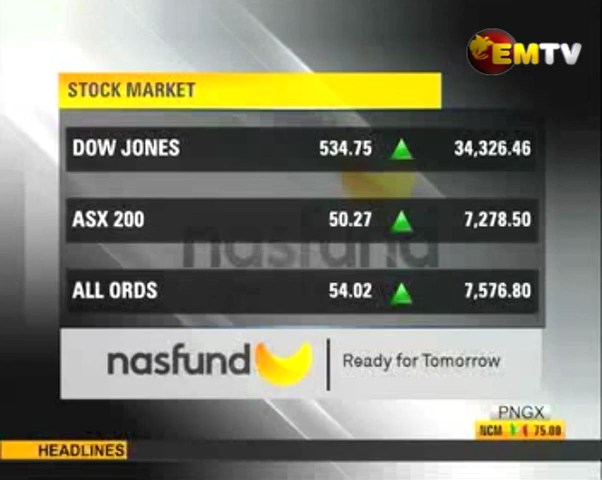 EMTV
STOCK MARKET
DOW JONES 534.75 34,326.46
ASX 200 50.27 7,278.50
nasfund
ALL ORDS 54.02 7,576.80
nasfund Ready for Tomorrow
PNGX
NCM 75.00
HEADLINES